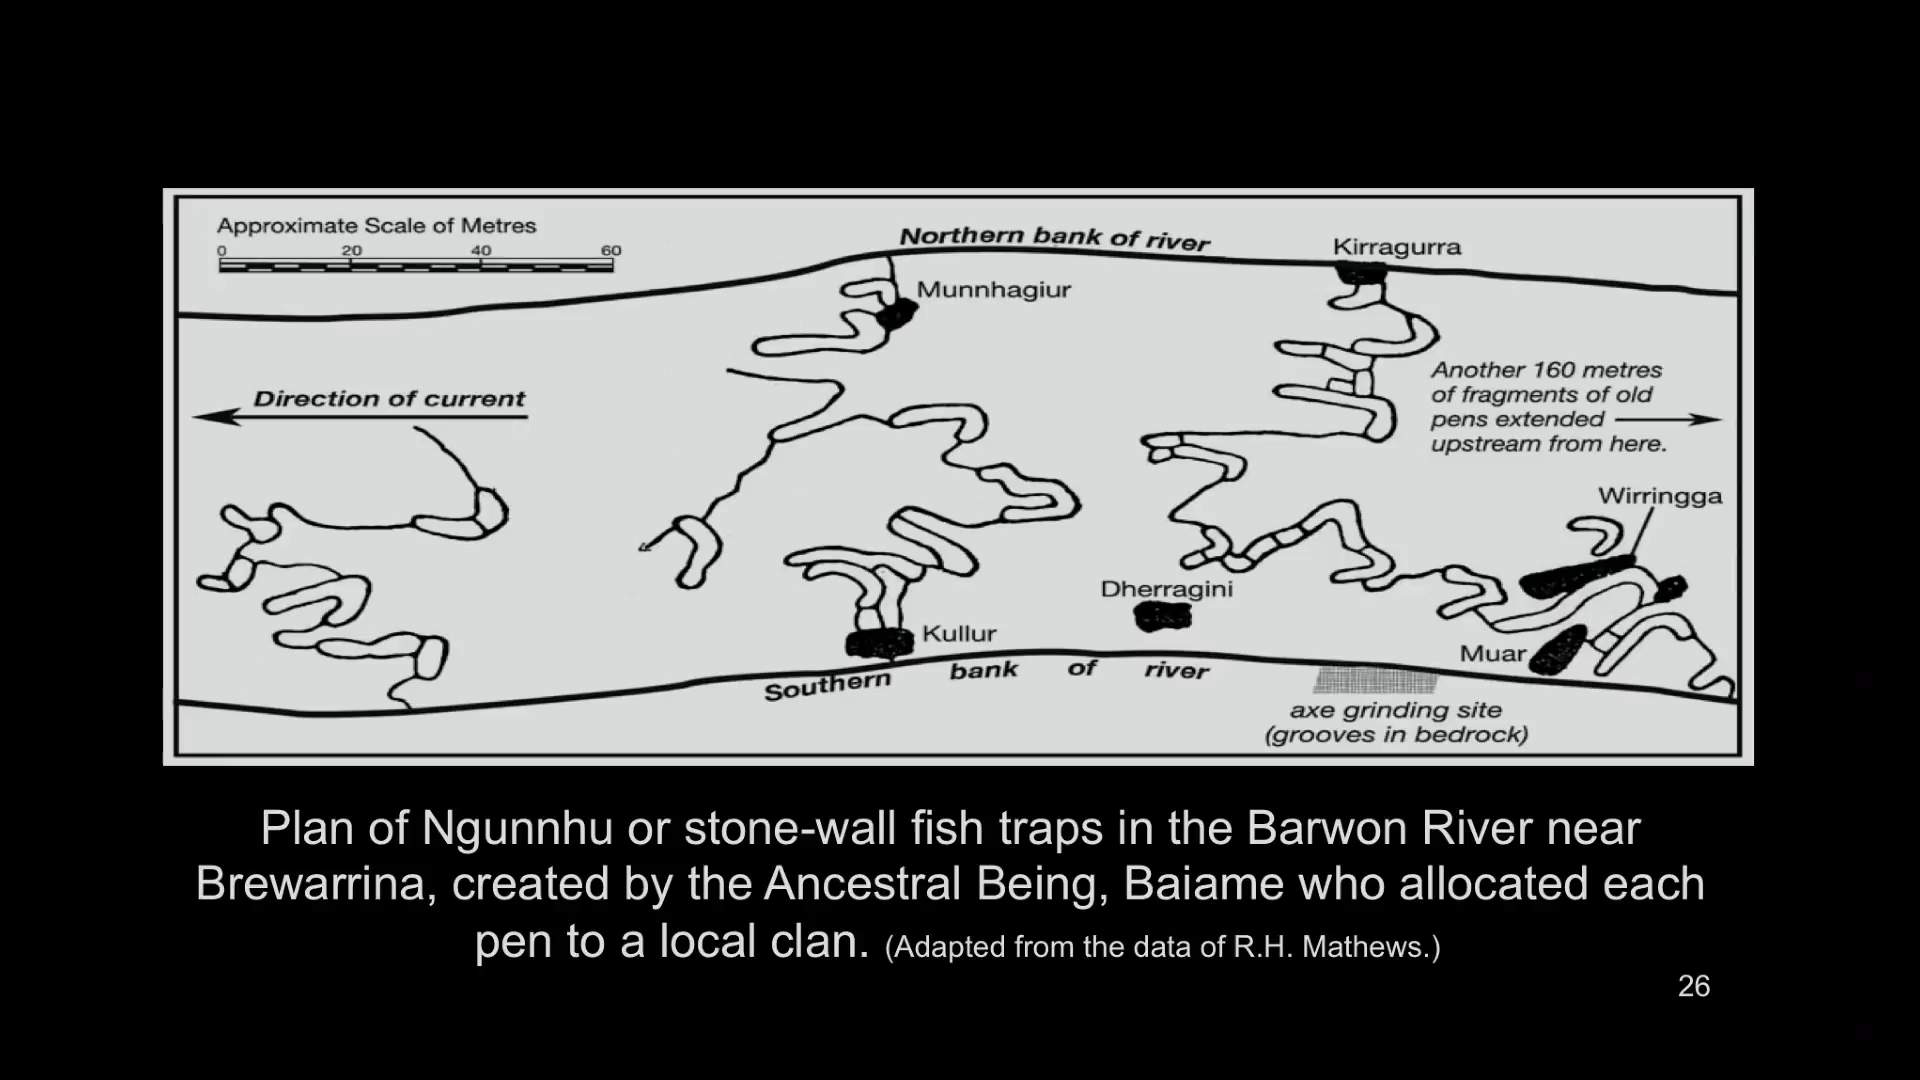 Approximate Scale of Metres
0 20 40 60
Northern bank of river
Kirragurra
Munnhagiur
Direction of current
Another 160 metres
of fragments of old
pens extended
upstream from here.
Wirringga
Dherragini
Kullur
Muar
Southern bank of river
axe grinding site
(grooves in bedrock)
Plan of Ngunnhu or stone-wall fish traps in the Barwon River near
Brewarrina, created by the Ancestral Being, Baiame who allocated each
pen to a local clan. (Adapted from the data of R.H. Mathews.)
26